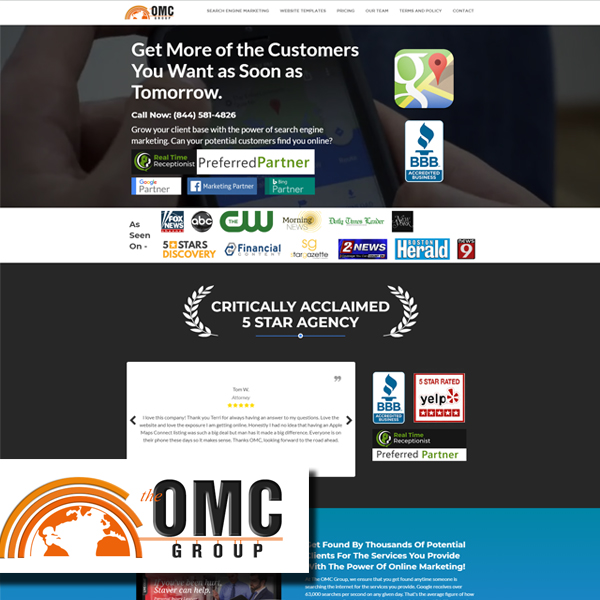 OMC
GROUP
SEARCH ENGINE MARKETING WEBSITE TEMPLATES PRICING OUR TEAM TERMS AND POLICY CONTACT
Get More of the Customers
You Want as Soon as
Tomorrow.
Call Now: (844) 581-4826
Grow your client base with the power of search engine
marketing. Can your potential customers find you online?
Real Time
Receptionist
PreferredPartner
Google
Partner
Marketing Partner
Bing
Partner
BBB
ACCREDITED
BUSINESS
As
Seen
On -
FOX
NEWS
abc
THE CW
Morning
NEWS
Daily Times Leader
5 STARS
DISCOVERY
Financial
CONTENT
sg
stargazette
2 NEWS
BOSTON
Herald
NEWS
9
CRITICALLY ACCLAIMED
5 STAR AGENCY
Tom W.
Attorney
I love this company! Thank you Terri for always having an answer to my questions. Love the
website and love the exposure I am getting online. Honestly I had no idea that having an Apple
Maps Connect listing was such a big deal but man has it made a big difference. Everyone is
on their phone these days so it makes sense. Thanks OMC, looking forward to the road ahead.
BBB
ACCREDITED
BUSINESS
5 STAR RATED
yelp
Real Time
Receptionist
Preferred Partner
the OMC
GROUP
Get Found By Thousands Of Potential
Clients For The Services You Provide
With The Power Of Online Marketing!
At The OMC Group, we ensure that you get found anytime someone is
searching the internet for the services you provide. Google receives over
63,000 searches per second on any given day. That's the average figure of how
Staver can help.